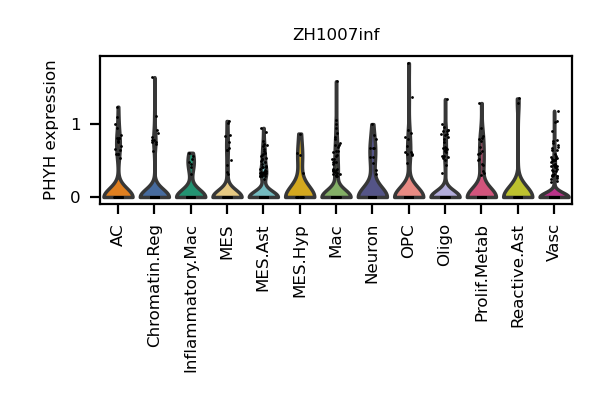 ZH1007inf
PHYH expression
1
0
AC
Chromatin.Reg
Inflammatory.Mac
MES
MES.Ast
MES.Hyp
Mac
Neuron
OPC
Oligo
Prolif.Metab
Reactive.Ast
Vasc